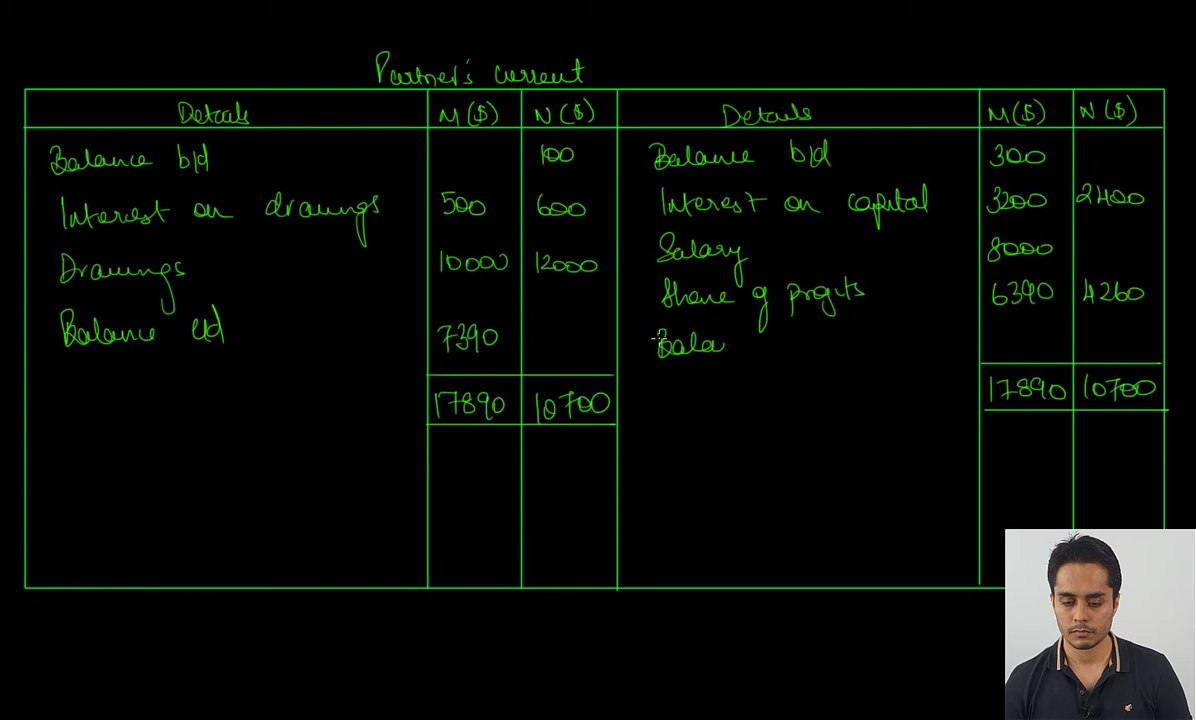 Partner's current
Details M ($) N ($) Details M ($) N ($)
Balance b/d 100 Balance b/d 300
Interest on drawings 500 600 Interest on capital 3200 2400
Drawings 10000 12000 Salary 8000
Share of profits 6390 4260
Balance c/d 7390 Bala
17890 10700 17890 10700